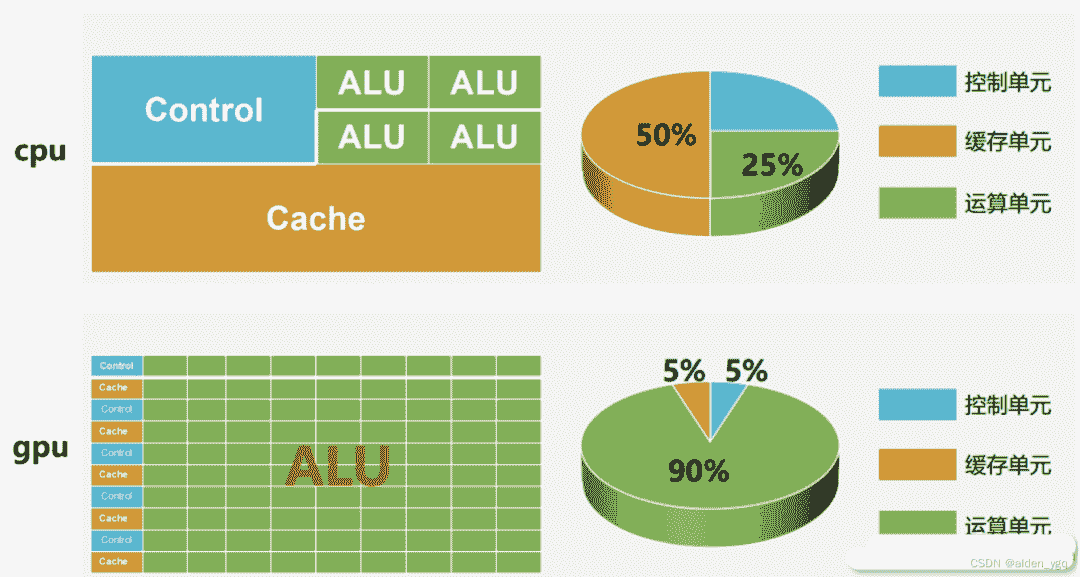 cpu
Control
ALU ALU
ALU ALU
Cache
50%
25%
控制单元
缓存单元
运算单元
gpu
Control
Cache
Control
Cache
Control
Cache
Control
Cache
Control
Cache
ALU
5% 5%
90%
控制单元
缓存单元
运算单元
CSDN @alden_ygq